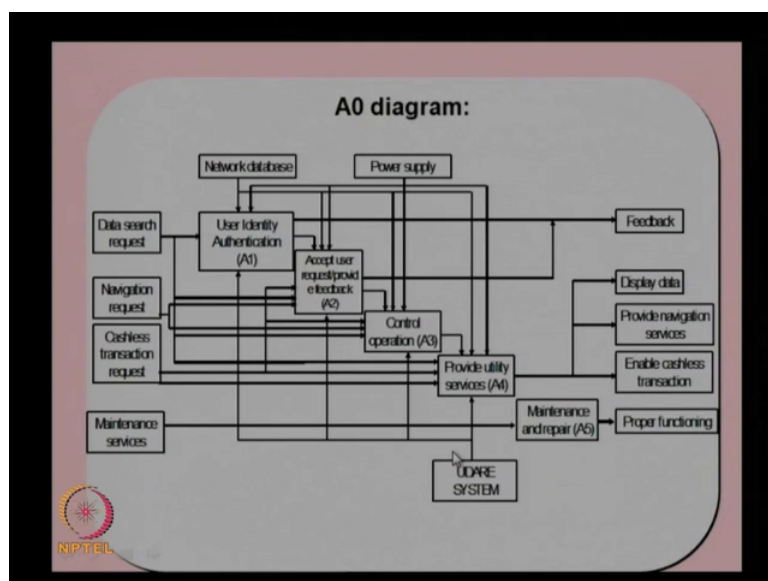 A0 diagram:
Network database
Power supply
Data search
request
User Identity
Authentication
(A1)
Feedback
Accept user
request/provid
e feedback
(A2)
Navigation
request
Display data
Control
operation (A3)
Provide navigation
services
Cashless
transaction
request
Provide utility
services (A4)
Enable cashless
transaction
Maintenance
services
Maintenance
and repair (A5)
Proper functioning
UDARE
SYSTEM
NPTEL